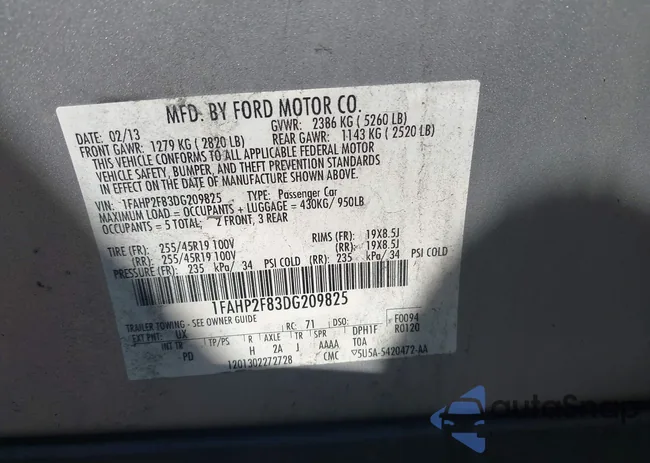 MFD. BY FORD MOTOR CO.
DATE: 02/13 GVWR: 2386 KG ( 5260 LB)
FRONT GAWR: 1279 KG ( 2820 LB) REAR GAWR: 1143 KG ( 2520 LB)
THIS VEHICLE CONFORMS TO ALL APPLICABLE FEDERAL MOTOR
VEHICLE SAFETY, BUMPER, AND THEFT PREVENTION STANDARDS
IN EFFECT ON THE DATE OF MANUFACTURE SHOWN ABOVE.
VIN: 1FAHP2F83DG209825 TYPE: Passenger Car
MAXIMUM LOAD = OCCUPANTS + LUGGAGE = 430KG/ 950LB
OCCUPANTS = 5 TOTAL; 2 FRONT, 3 REAR
TIRE (FR): 255/45R19 100V RIMS (FR): 19X8.5J
(RR): 255/45R19 100V (RR): 19X8.5J
PRESSURE (FR): 235 kPa/ 34 PSI COLD (RR): 235 kPa/ 34 PSI COLD
1FAHP2F83DG209825
TRAILER TOWING - SEE OWNER GUIDE
RC: 71 DSO: F0094
EXT PNT: UX DPH1F R0120
INT TR TP/PS R AXLE TR SPR
PD H 2A J AAAA TOA
1201302272728 CMC 5U5A-5420472-AA
autoSnap